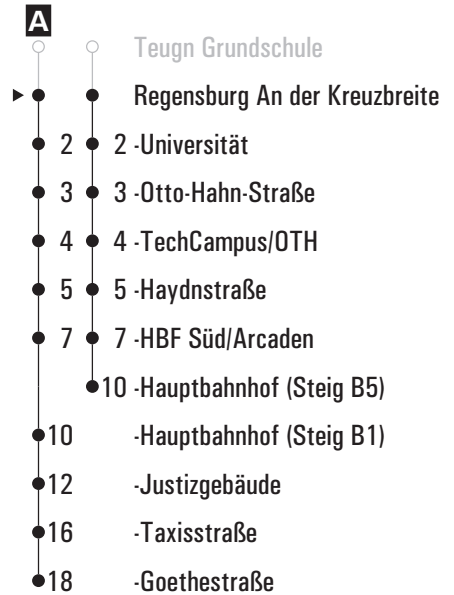 A
Teugn Grundschule
Regensburg An der Kreuzbreite
2 2 -Universität
3 3 -Otto-Hahn-Straße
4 4 -TechCampus/OTH
5 5 -Haydnstraße
7 7 -HBF Süd/Arcaden
10 -Hauptbahnhof (Steig B5)
10 -Hauptbahnhof (Steig B1)
12 -Justizgebäude
16 -Taxisstraße
18 -Goethestraße